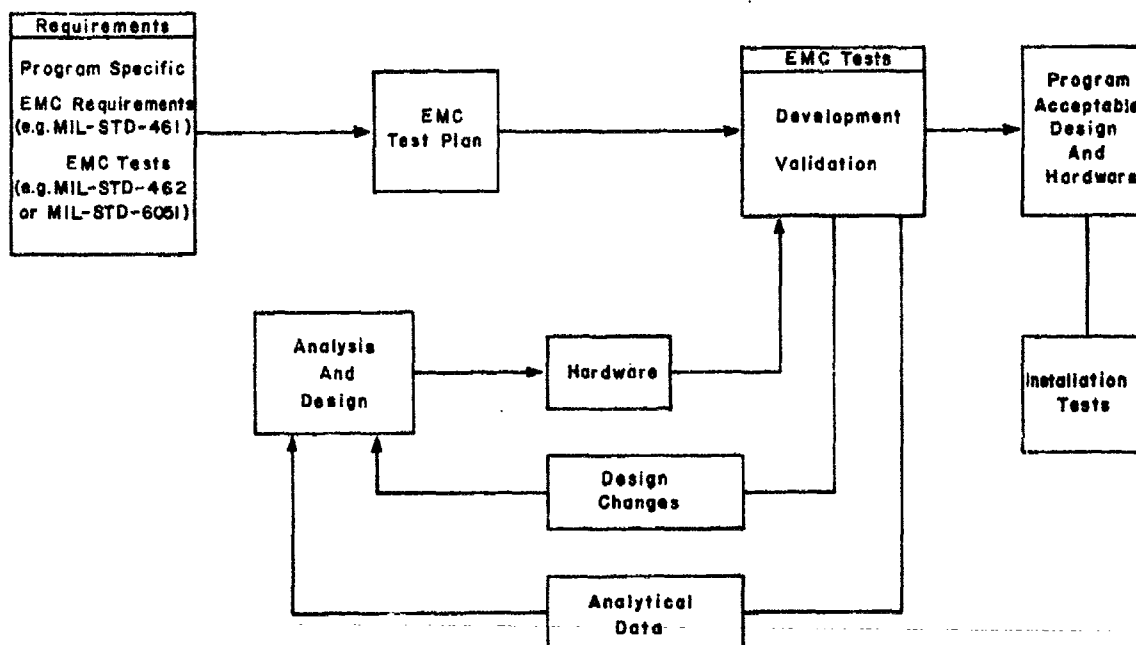 Requirements
Program Specific
EMC Requirements
(e.g. MIL-STD-461)
EMC Tests
(e.g. MIL-STD-462
or MIL-STD-6051)
EMC
Test Plan
EMC Tests
Development
Validation
Program
Acceptable
Design
And
Hardware
Analysis
And
Design
Hardware
Installation
Tests
Design
Changes
Analytical
Data